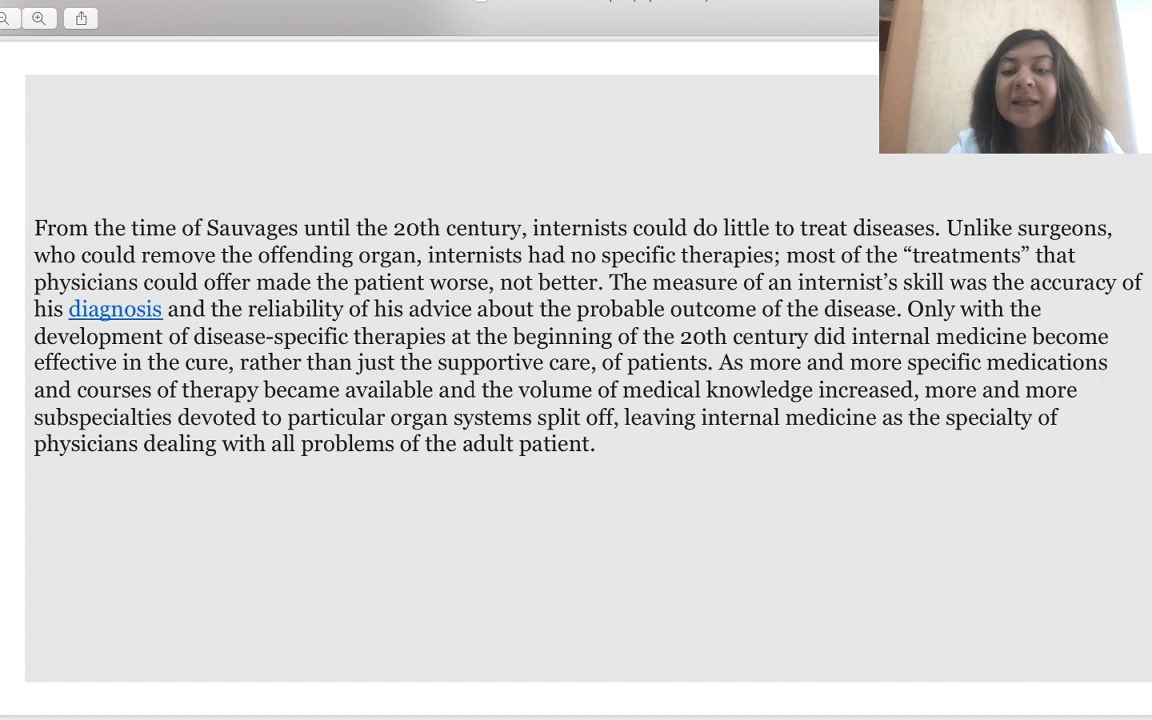 From the time of Sauvages until the 20th century, internists could do little to treat diseases. Unlike surgeons,
who could remove the offending organ, internists had no specific therapies; most of the “treatments” that
physicians could offer made the patient worse, not better. The measure of an internist’s skill was the accuracy of
his diagnosis and the reliability of his advice about the probable outcome of the disease. Only with the
development of disease-specific therapies at the beginning of the 20th century did internal medicine become
effective in the cure, rather than just the supportive care, of patients. As more and more specific medications
and courses of therapy became available and the volume of medical knowledge increased, more and more
subspecialties devoted to particular organ systems split off, leaving internal medicine as the specialty of
physicians dealing with all problems of the adult patient.